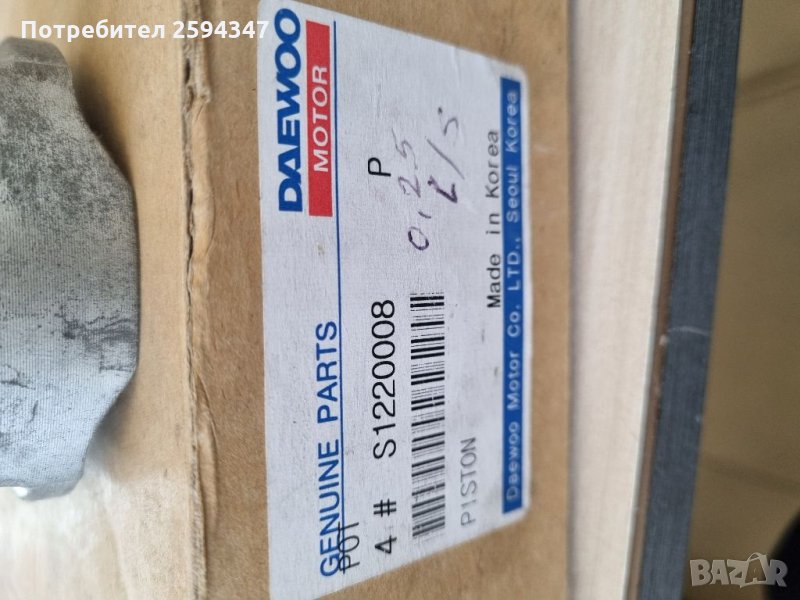 Потребител 2594347
DAEWOO
MOTOR
GENUINE PARTS
POT
4 # S1220008 P
0,25
L/S
PISTON
Made in Korea
Daewoo Motor Co. LTD., Seoul Korea
BAZAR